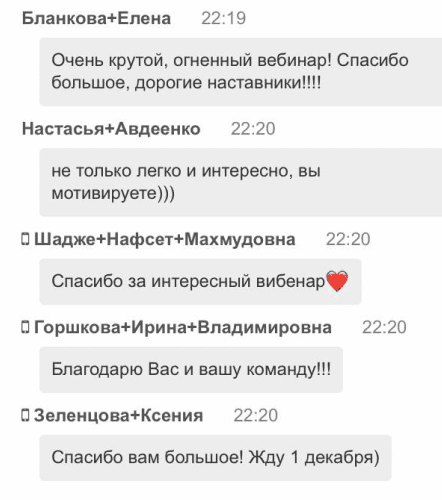 Бланкова+Елена 22:19
Очень крутой, огненный вебинар! Спасибо
большое, дорогие наставники!!!!
Настасья+Авдеенко 22:20
не только легко и интересно, вы
мотивируете)))
Шадже+Нафсет+Махмудовна 22:20
Спасибо за интересный вибенар❤️
Горшкова+Ирина+Владимировна 22:20
Благодарю Вас и вашу команду!!!
Зеленцова+Ксения 22:20
Спасибо вам большое! Жду 1 декабря)